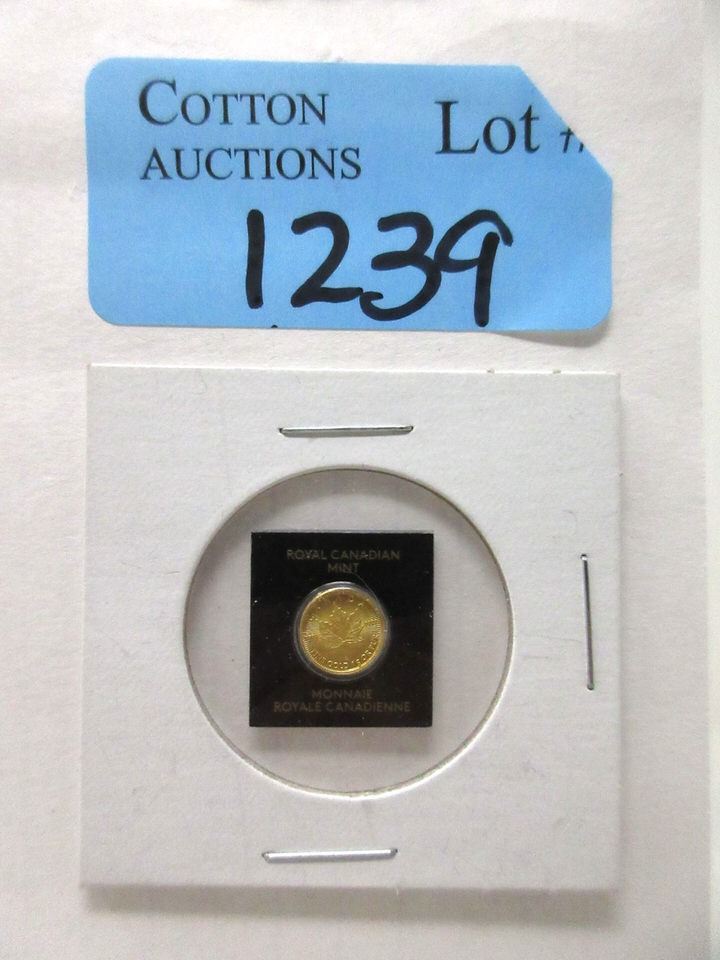 COTTON
AUCTIONS
Lot #
1239
ROYAL CANADIAN
MINT
MONNAIE
ROYALE CANADIENNE